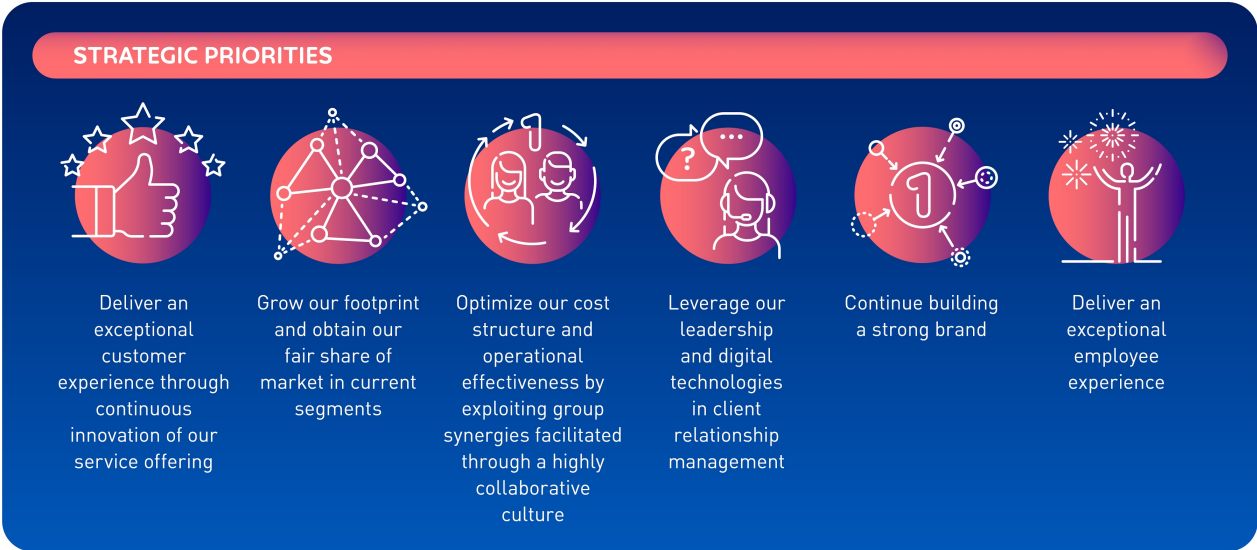 STRATEGIC PRIORITIES
Deliver an
exceptional
customer
experience through
continuous
innovation of our
service offering
Grow our footprint
and obtain our
fair share of
market in current
segments
Optimize our cost
structure and
operational
effectiveness by
exploiting group
synergies facilitated
through a highly
collaborative
culture
?
Leverage our
leadership
and digital
technologies
in client
relationship
management
Continue building
a strong brand
Deliver an
exceptional
employee
experience